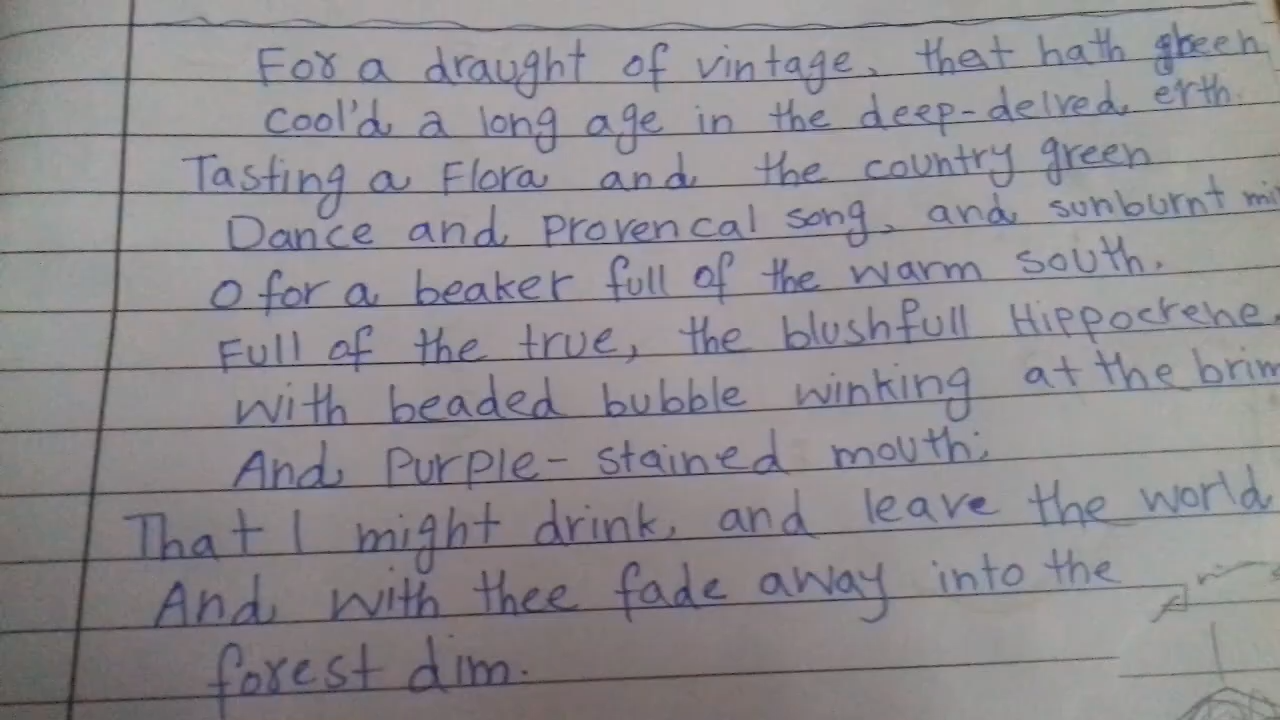 For a draught of vintage, that hath been
cool'd a long age in the deep-delved erth.
Tasting a Flora and the country green
Dance and Provencal song, and sunburnt
O for a beaker full of the warm south.
Full of the true, the blushfull Hippocrene,
with beaded bubble winking at the brim
And Purple-stained mouth;
That I might drink, and leave the world
And with thee fade away into the
forest dim.